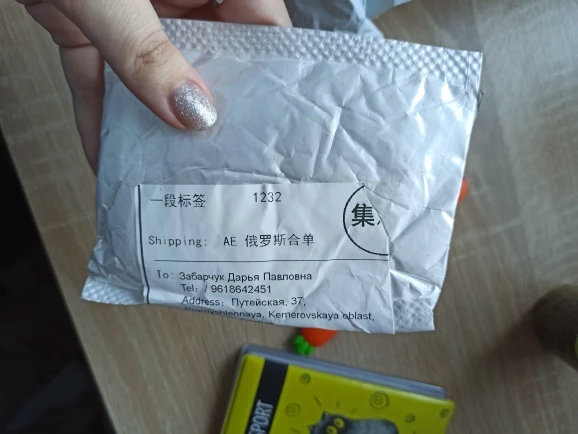 一段标签 1232
集
Shipping: AE 俄罗斯合单
To: Забарчук Дарья Павловна
Tel: / 9618642451
Address: Путейская, 37,
Promyshlennaya, Kemerovskaya oblast,
PORT